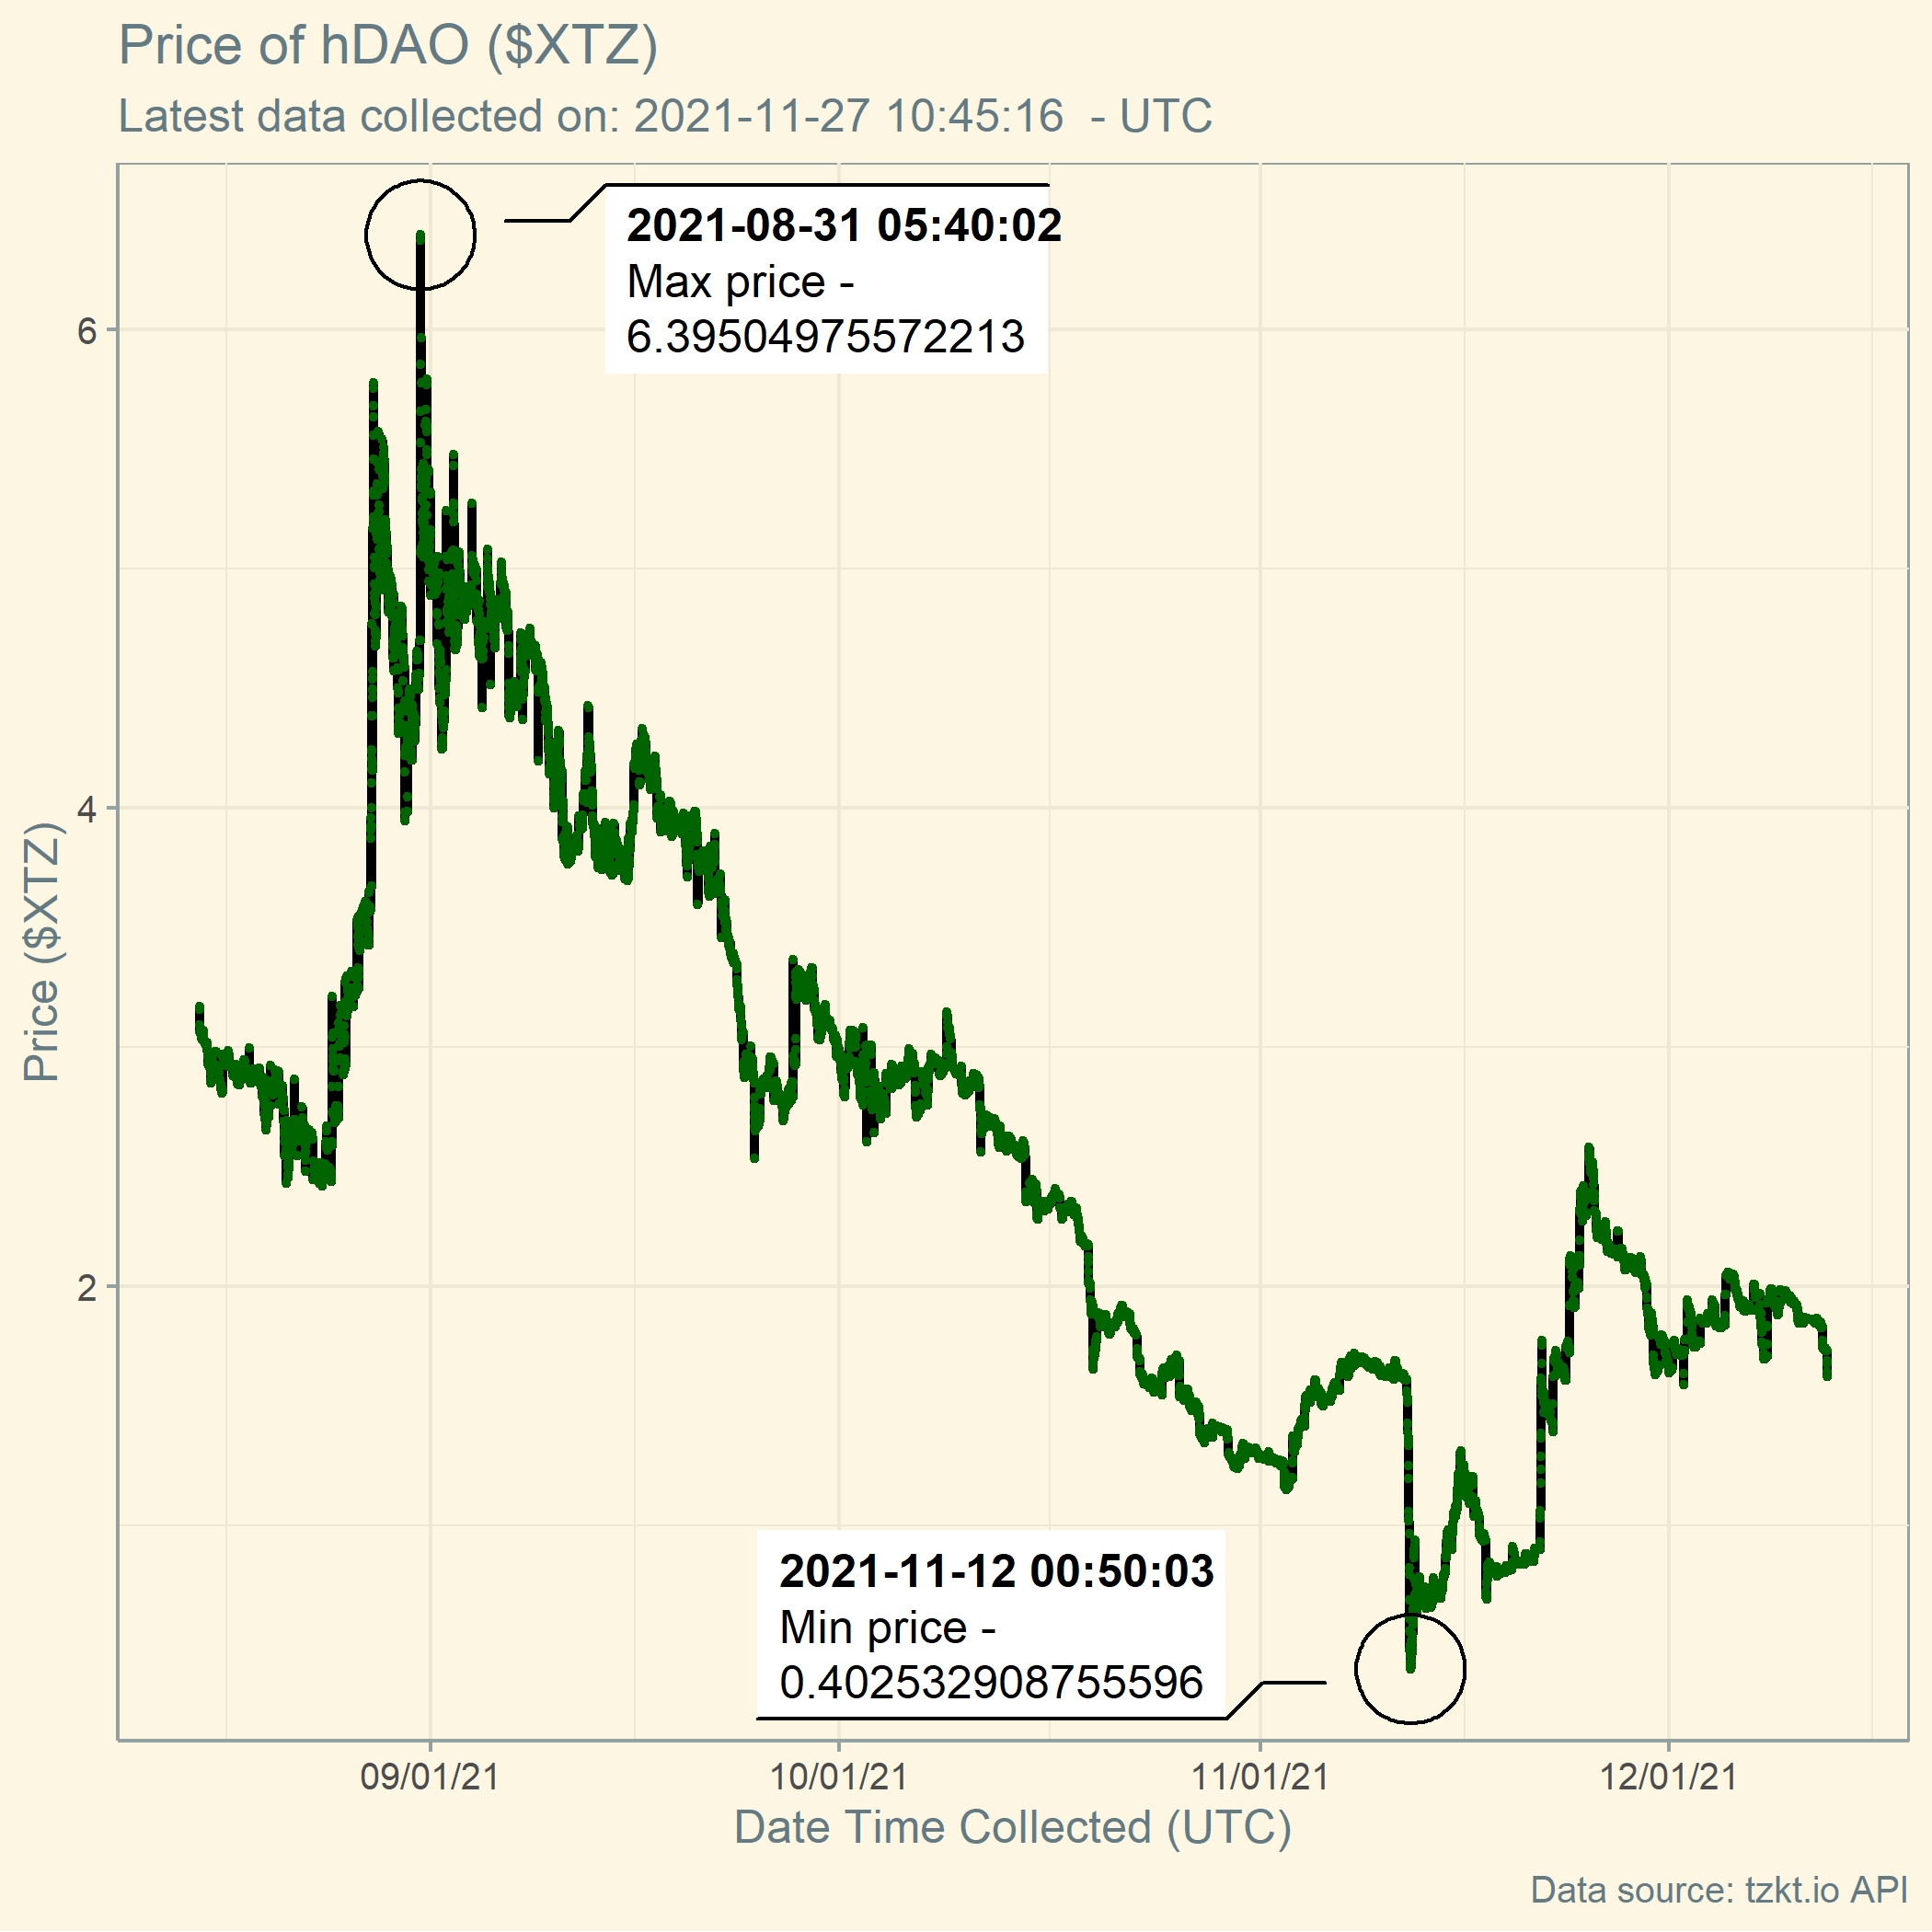 Price of hDAO ($XTZ)
Latest data collected on: 2021-11-27 10:45:16  - UTC
2021-08-31 05:40:02
Max price -
6.39504975572213
6
4
2
Price ($XTZ)
2021-11-12 00:50:03
Min price -
0.402532908755596
09/01/21
10/01/21
11/01/21
12/01/21
Date Time Collected (UTC)
Data source: tzkt.io API